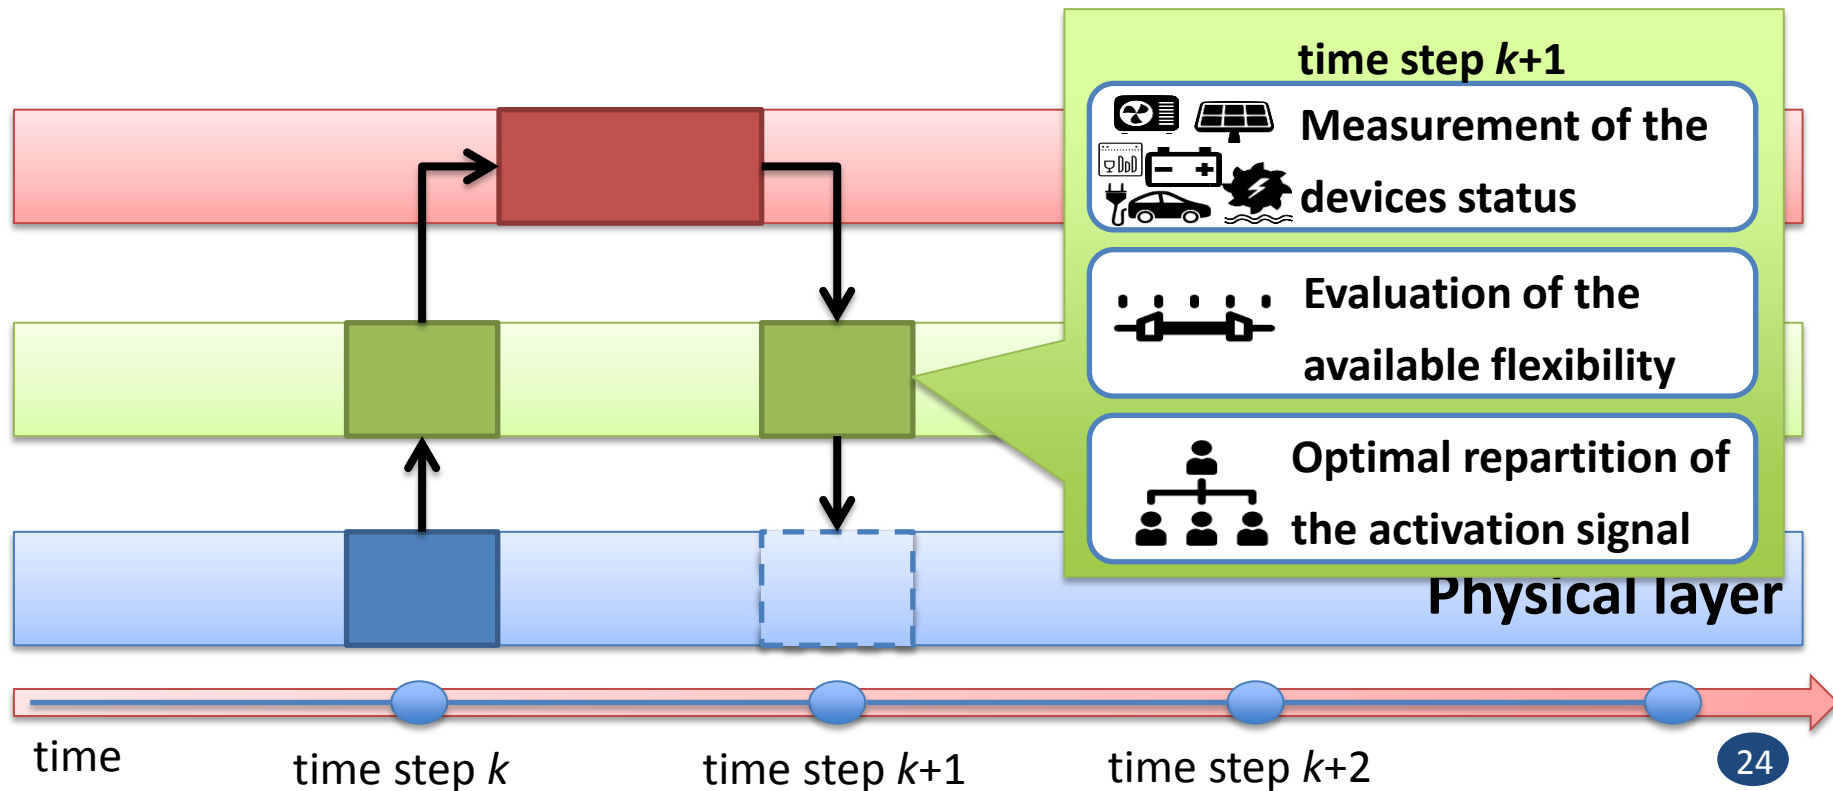 time step k+1
Measurement of the
devices status
Evaluation of the
available flexibility
Optimal repartition of
the activation signal
Physical layer
time
time step k
time step k+1
time step k+2
24